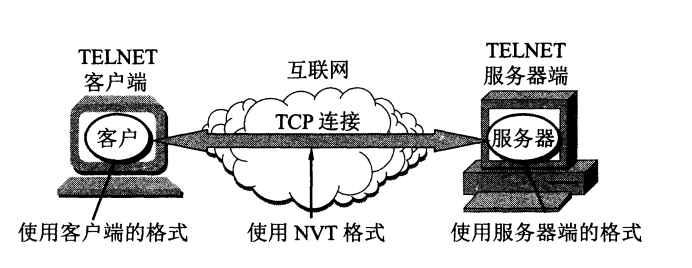 TELNET
客户端
互联网
TELNET
服务器端
客户
TCP 连接
服务器
使用客户端的格式
使用 NVT 格式
使用服务器端的格式